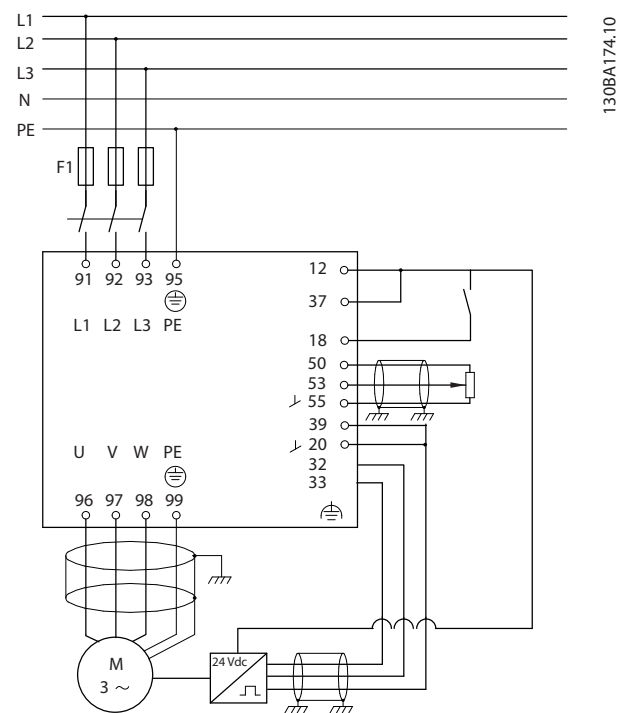 L1
L2
L3
N
PE
130BA174.10
F1
91 92 93 95
L1 L2 L3 PE
12
37
18
50
53
55
39
20
32
33
U V W PE
96 97 98 99
M
3 ~
24 Vdc